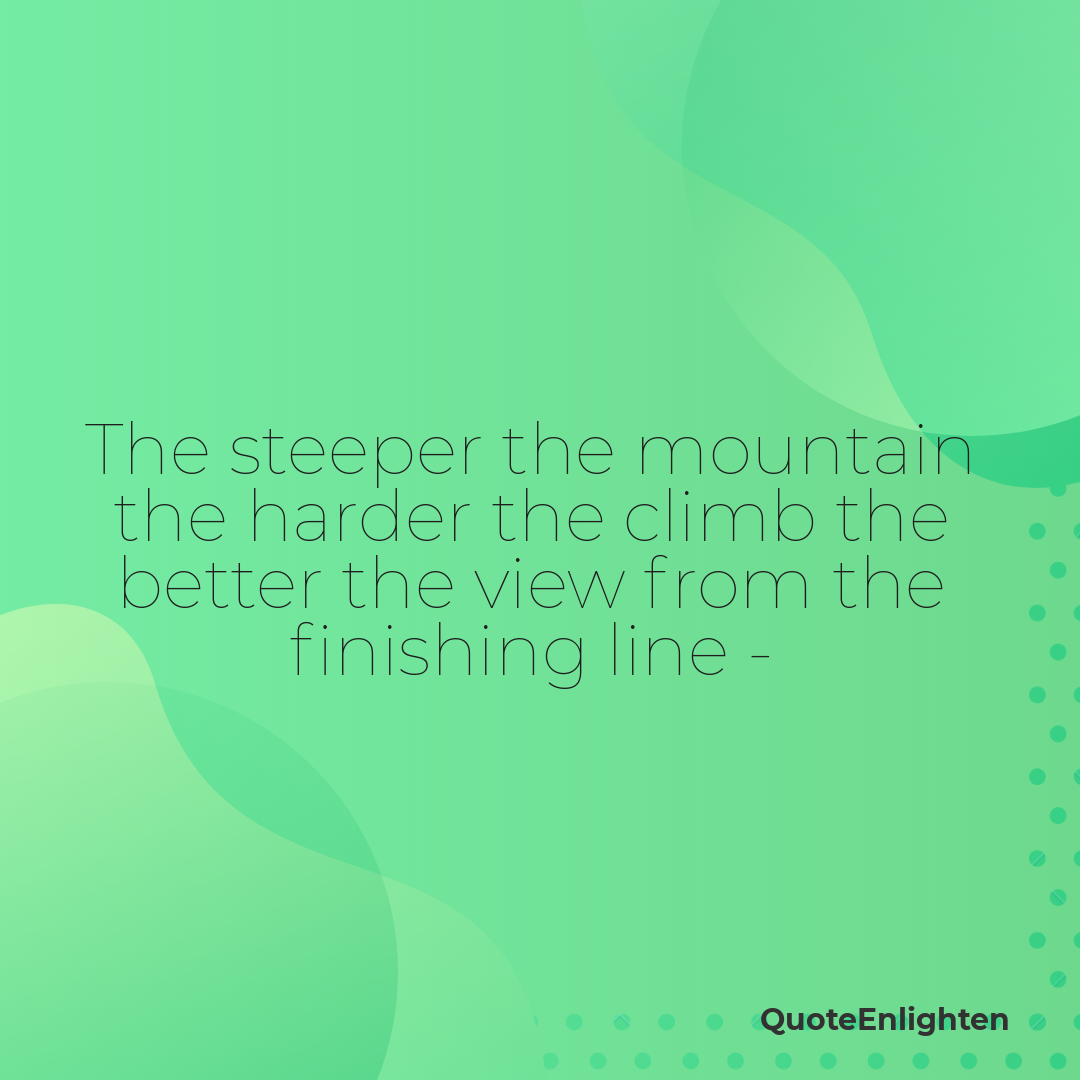 The steeper the mountain
the harder the climb the
better the view from the
finishing line -
QuoteEnlighten